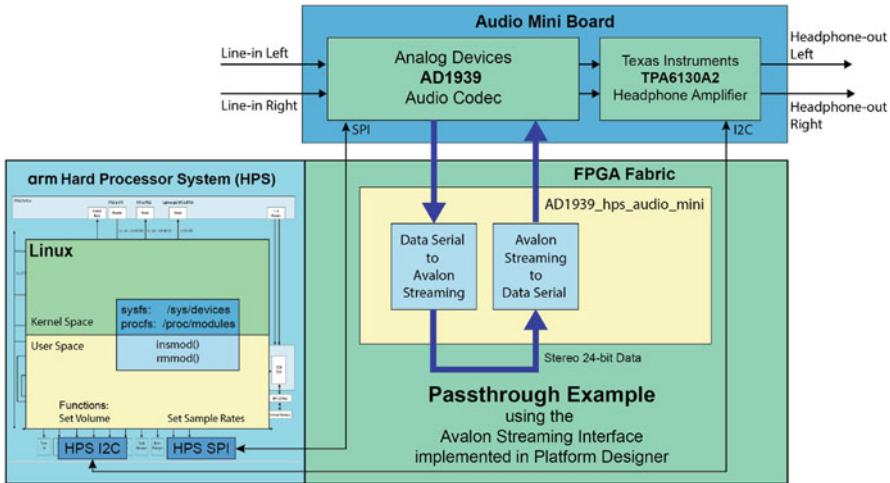 Audio Mini Board
Line-in Left
Line-in Right
Analog Devices
AD1939
Audio Codec
Texas Instruments
TPA6130A2
Headphone Amplifier
Headphone-out
Left
Headphone-out
Right
SPI
I2C
arm Hard Processor System (HPS)
Linux
Kernel Space
sysfs: /sys/devices
procfs: /proc/modules
User Space
insmod()
rmmod()
Functions:
Set Volume
Set Sample Rates
HPS I2C
HPS SPI
FPGA Fabric
AD1939_hps_audio_mini
Data Serial
to
Avalon
Streaming
Avalon
Streaming
to
Data Serial
Stereo 24-bit Data
Passthrough Example
using the
Avalon Streaming Interface
implemented in Platform Designer